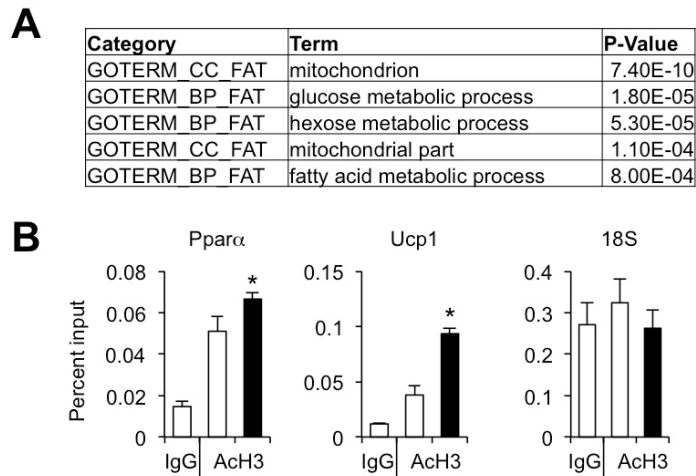 A
Category Term P-Value
GOTERM_CC_FAT mitochondrion 7.40E-10
GOTERM_BP_FAT glucose metabolic process 1.80E-05
GOTERM_BP_FAT hexose metabolic process 5.30E-05
GOTERM_CC_FAT mitochondrial part 1.10E-04
GOTERM_BP_FAT fatty acid metabolic process 8.00E-04
B
Pparα Ucp1 18S
Percent input
0.08
0.06
0.04
0.02
0
*
IgG AcH3
0.15
0.1
0.05
0
*
IgG AcH3
0.4
0.3
0.2
0.1
0
IgG AcH3